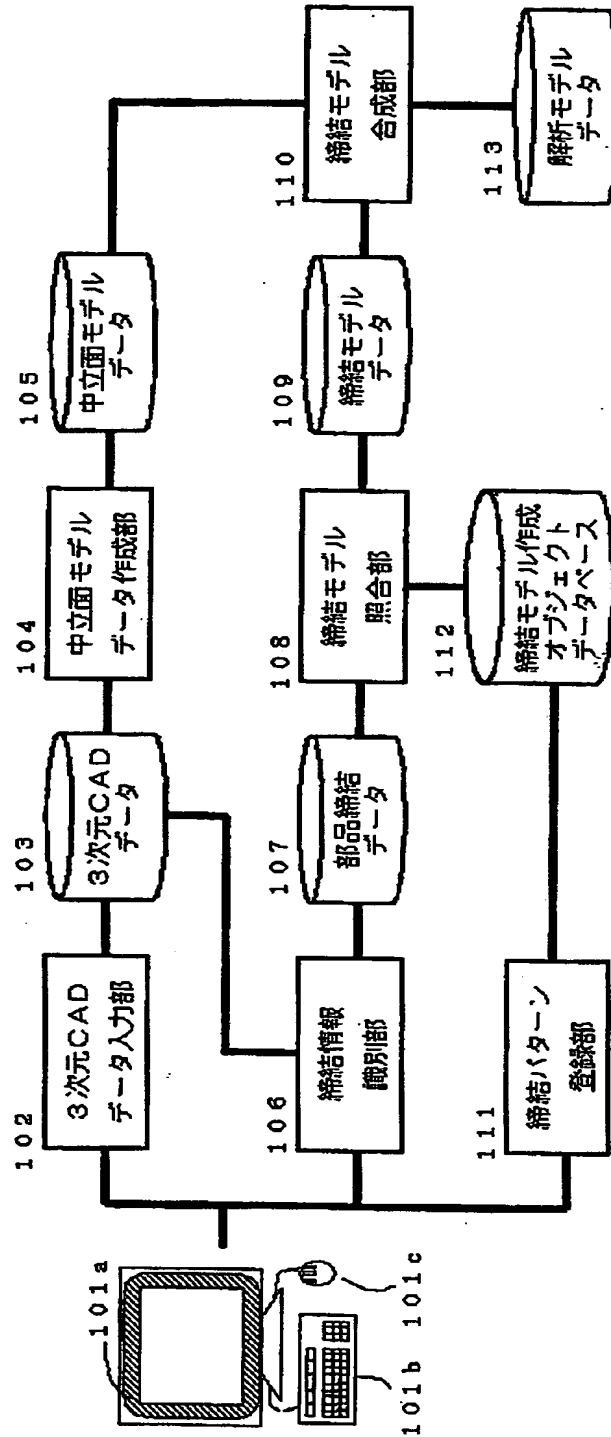 101a
101b
101c
102
3次元CAD
データ入力部
103
3次元CAD
データ
104
中立面モデル
データ作成部
105
中立面モデル
データ
106
締結情報
識別部
107
部品締結
データ
108
締結モデル
照合部
109
締結モデル
データ
110
締結モデル
合成部
111
締結パターン
登録部
112
締結モデル作成
オブジェクト
データベース
113
解析モデル
データ